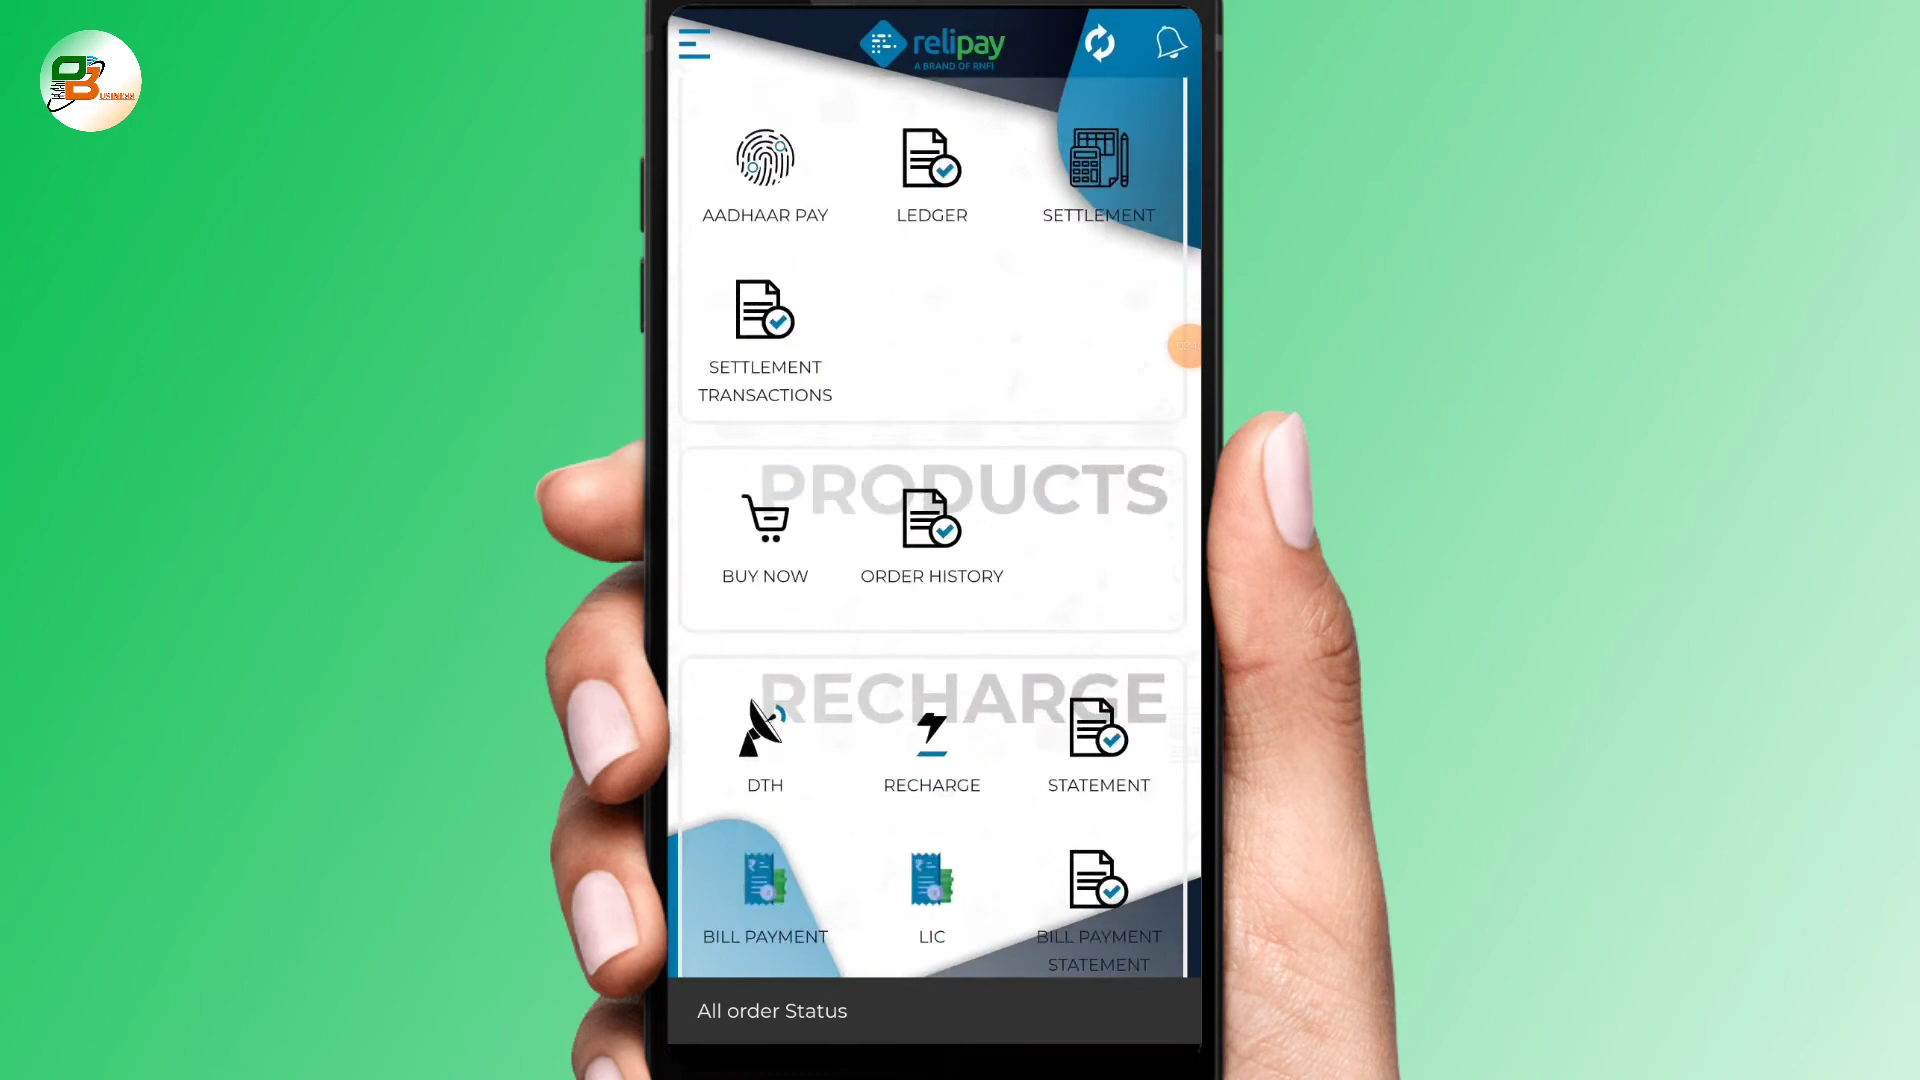 relipay
A BRAND OF RNFI
BUSINESS
AADHAAR PAY
LEDGER
SETTLEMENT
SETTLEMENT
TRANSACTIONS
PRODUCTS
BUY NOW
ORDER HISTORY
RECHARGE
DTH
RECHARGE
STATEMENT
BILL PAYMENT
LIC
BILL PAYMENT
STATEMENT
All order Status